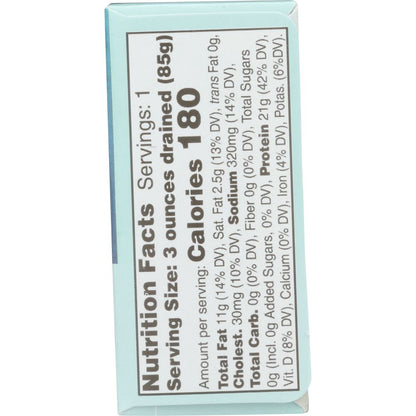 Nutrition Facts Servings: 1
Serving Size: 3 ounces drained (85g)
Calories 180
Amount per serving:
Total Fat 11g (14% DV), Sat. Fat 2.5g (13% DV), trans Fat 0g,
Cholest. 30mg (10% DV), Sodium 320mg (14% DV),
Total Carb. 0g (0% DV), Fiber 0g (0% DV), Total Sugars
0g (Incl. 0g Added Sugars, 0% DV), Protein 21g (42% DV),
Vit. D (8% DV), Calcium (0% DV), Iron (4% DV), Potas. (6%DV).